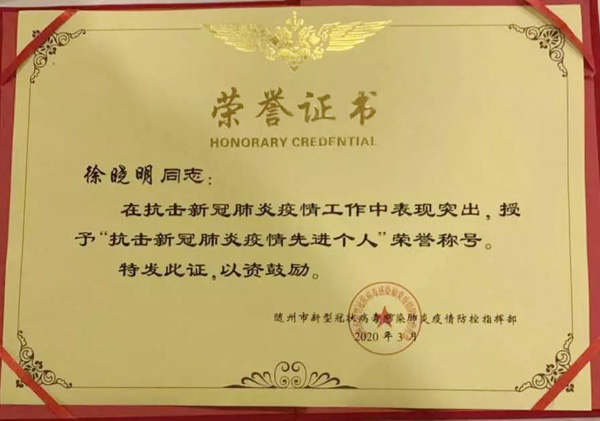 荣誉证书
HONORARY CREDENTIAL
徐晓明同志：
在抗击新冠肺炎疫情工作中表现突出，授
予“抗击新冠肺炎疫情先进个人”荣誉称号。
特发此证，以资鼓励。
随州市新型冠状病毒感染肺炎疫情防控指挥部
2020年3月